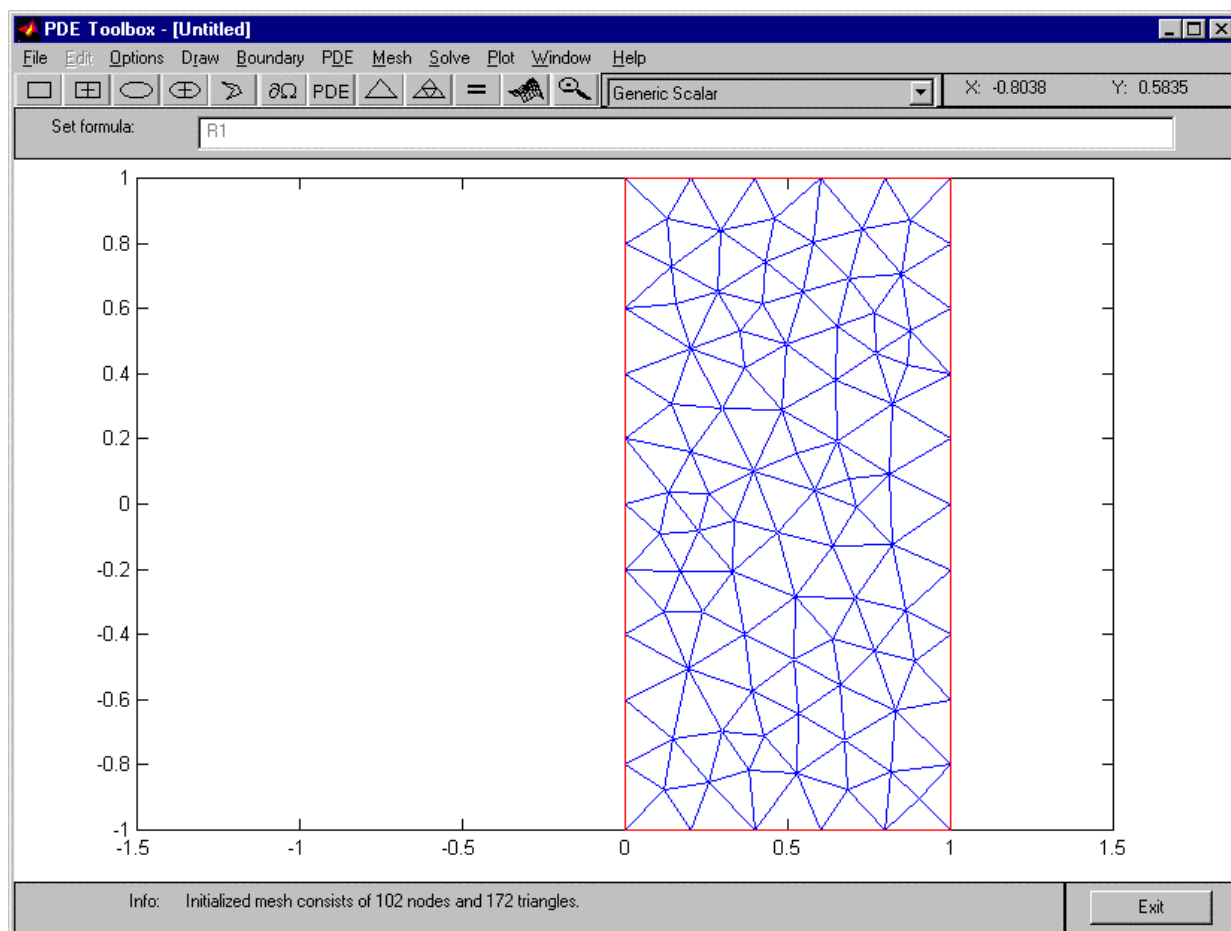 PDE Toolbox - [Untitled]
File Edit Options Draw Boundary PDE Mesh Solve Plot Window Help
∂Ω PDE = Generic Scalar X: -0.8038 Y: 0.5835
Set formula: R1
1
0.8
0.6
0.4
0.2
0
-0.2
-0.4
-0.6
-0.8
-1
-1.5 -1 -0.5 0 0.5 1 1.5
Info: Initialized mesh consists of 102 nodes and 172 triangles.
Exit